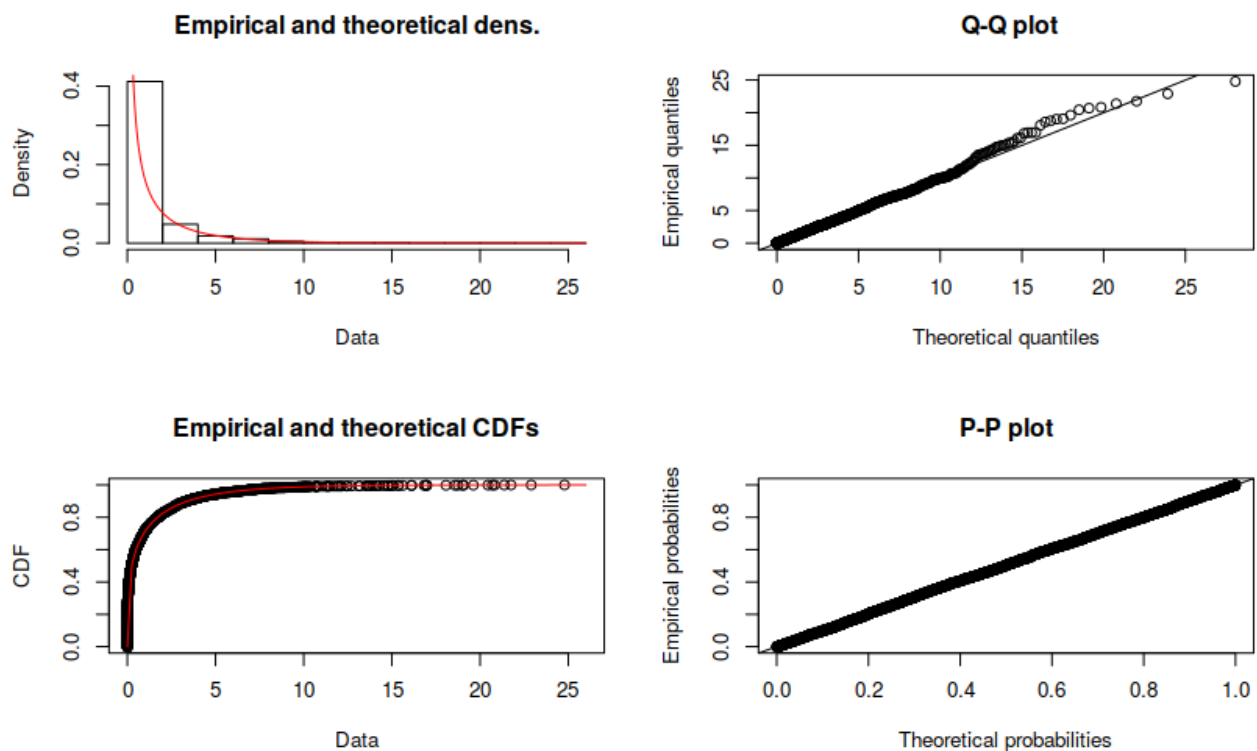 Empirical and theoretical dens.
Density
0.0
0.2
0.4
0 5 10 15 20 25
Data
Q-Q plot
Empirical quantiles
0
5
15
25
0 5 10 15 20 25
Theoretical quantiles
Empirical and theoretical CDFs
CDF
0.0
0.4
0.8
0 5 10 15 20 25
Data
P-P plot
Empirical probabilities
0.0
0.4
0.8
0.0 0.2 0.4 0.6 0.8 1.0
Theoretical probabilities